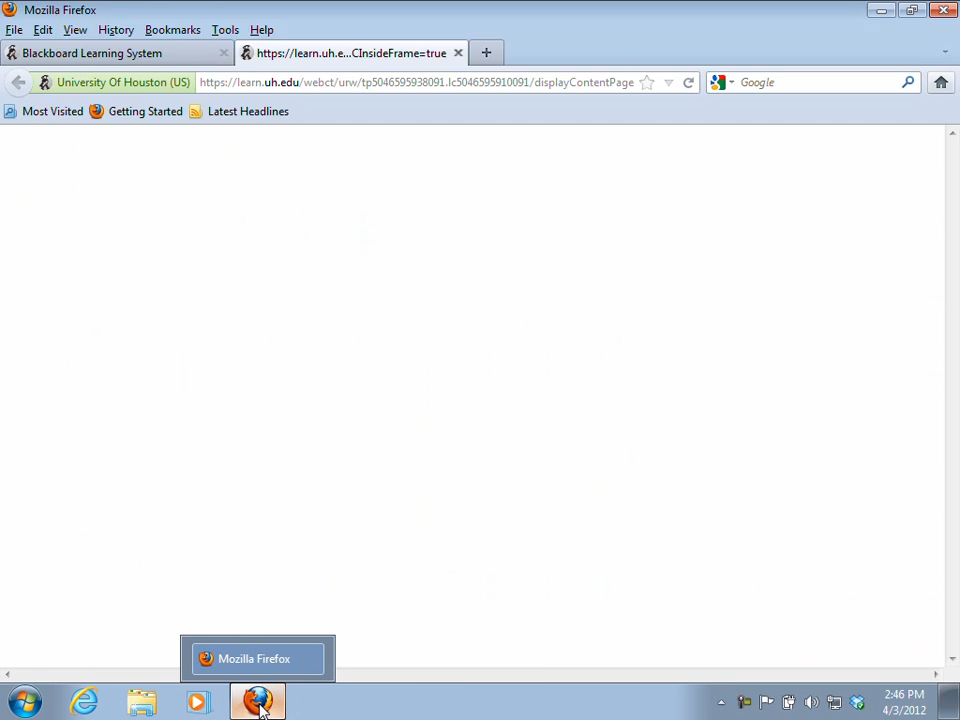 Mozilla Firefox
File Edit View History Bookmarks Tools Help
Blackboard Learning System https://learn.uh.e...CInsideFrame=true
University Of Houston (US) https://learn.uh.edu/webct/urw/tp5046595938091.lc5046595910091/displayContentPage Google
Most Visited Getting Started Latest Headlines
Mozilla Firefox
2:46 PM
4/3/2012